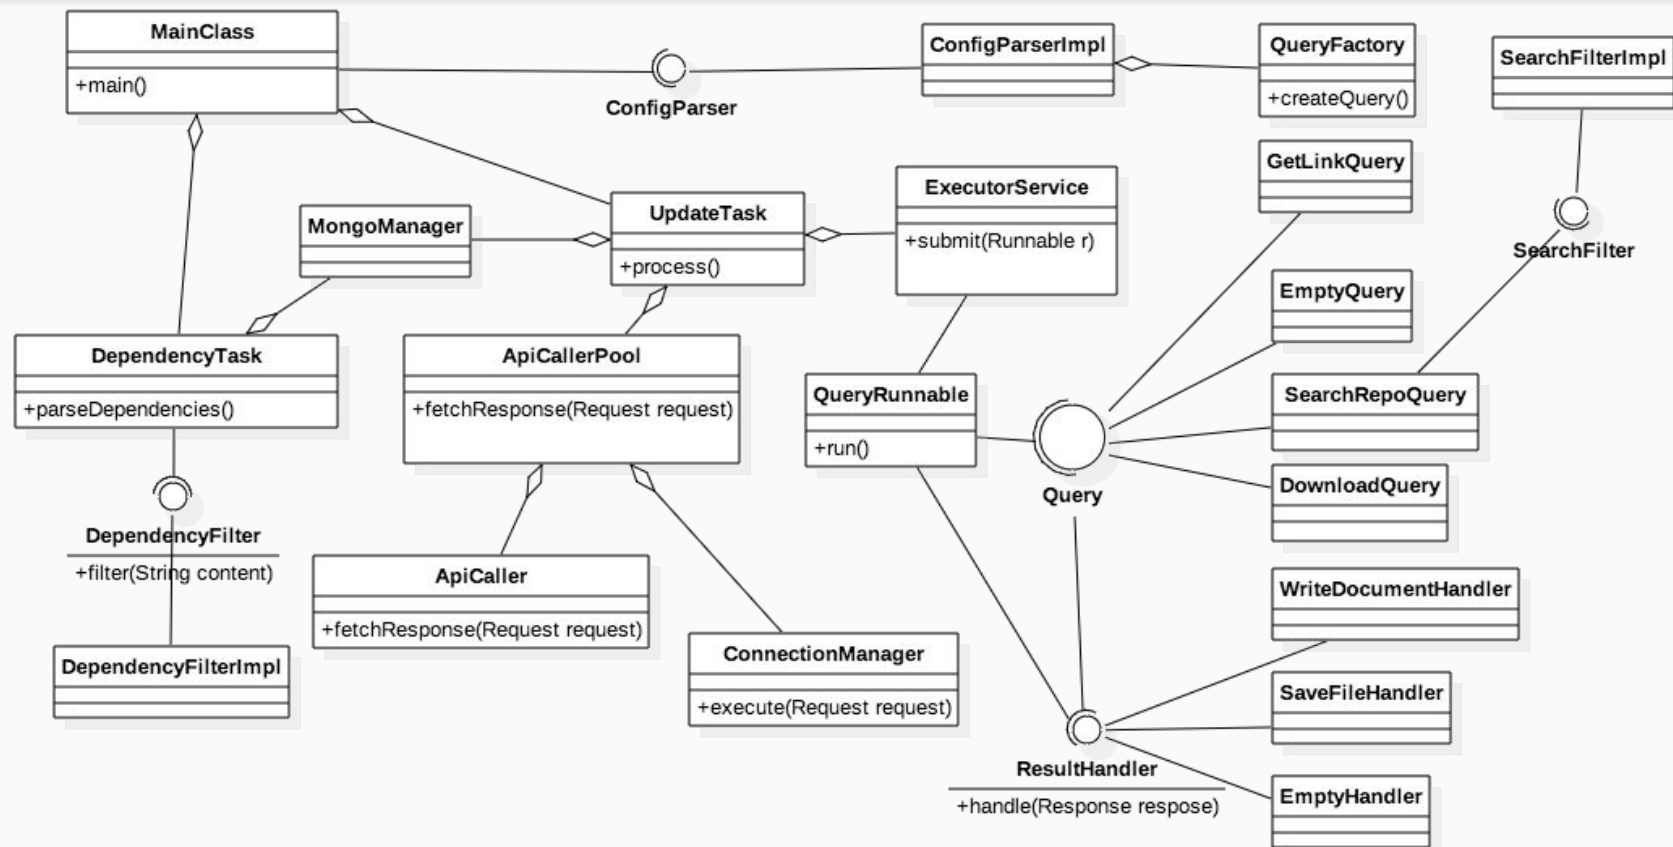 MainClass
+main()
ConfigParser
ConfigParserImpl
QueryFactory
+createQuery()
SearchFilterImpl
GetLinkQuery
SearchFilter
MongoManager
UpdateTask
+process()
ExecutorService
+submit(Runnable r)
EmptyQuery
DependencyTask
+parseDependencies()
ApiCallerPool
+fetchResponse(Request request)
QueryRunnable
+run()
SearchRepoQuery
Query
DownloadQuery
DependencyFilter
+filter(String content)
ApiCaller
+fetchResponse(Request request)
WriteDocumentHandler
DependencyFilterImpl
ConnectionManager
+execute(Request request)
SaveFileHandler
ResultHandler
+handle(Response respose)
EmptyHandler